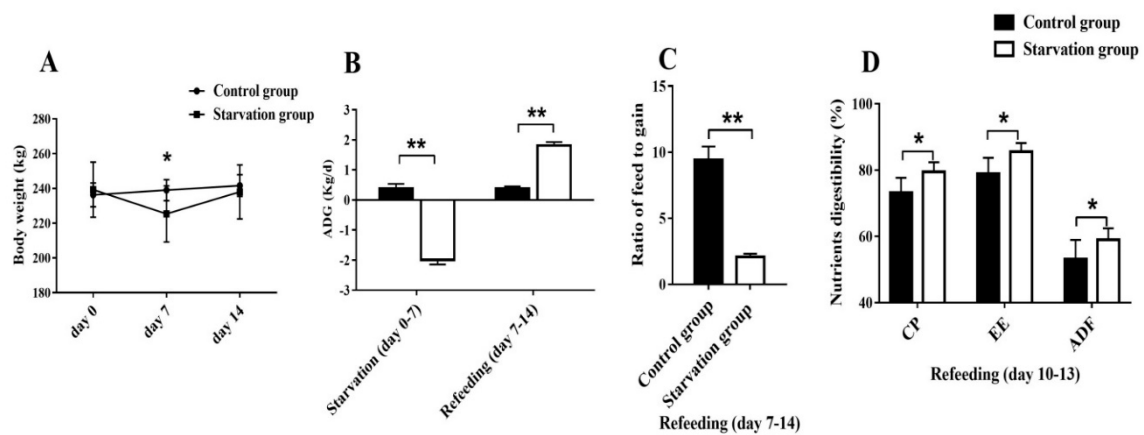 Control group
Starvation group
A
B
C
D
Control group
Starvation group
Body weight (kg)
260
240
220
200
180
*
day 0
day 7
day 14
ADG (Kg/d)
3
2
1
0
-1
-2
-3
**
**
Starvation (day 0-7)
Refeeding (day 7-14)
Ratio of feed to gain
15
10
5
0
**
Control group
Starvation group
Refeeding (day 7-14)
Nutrients digestibility (%)
100
80
60
40
*
*
*
CP
EE
ADF
Refeeding (day 10-13)